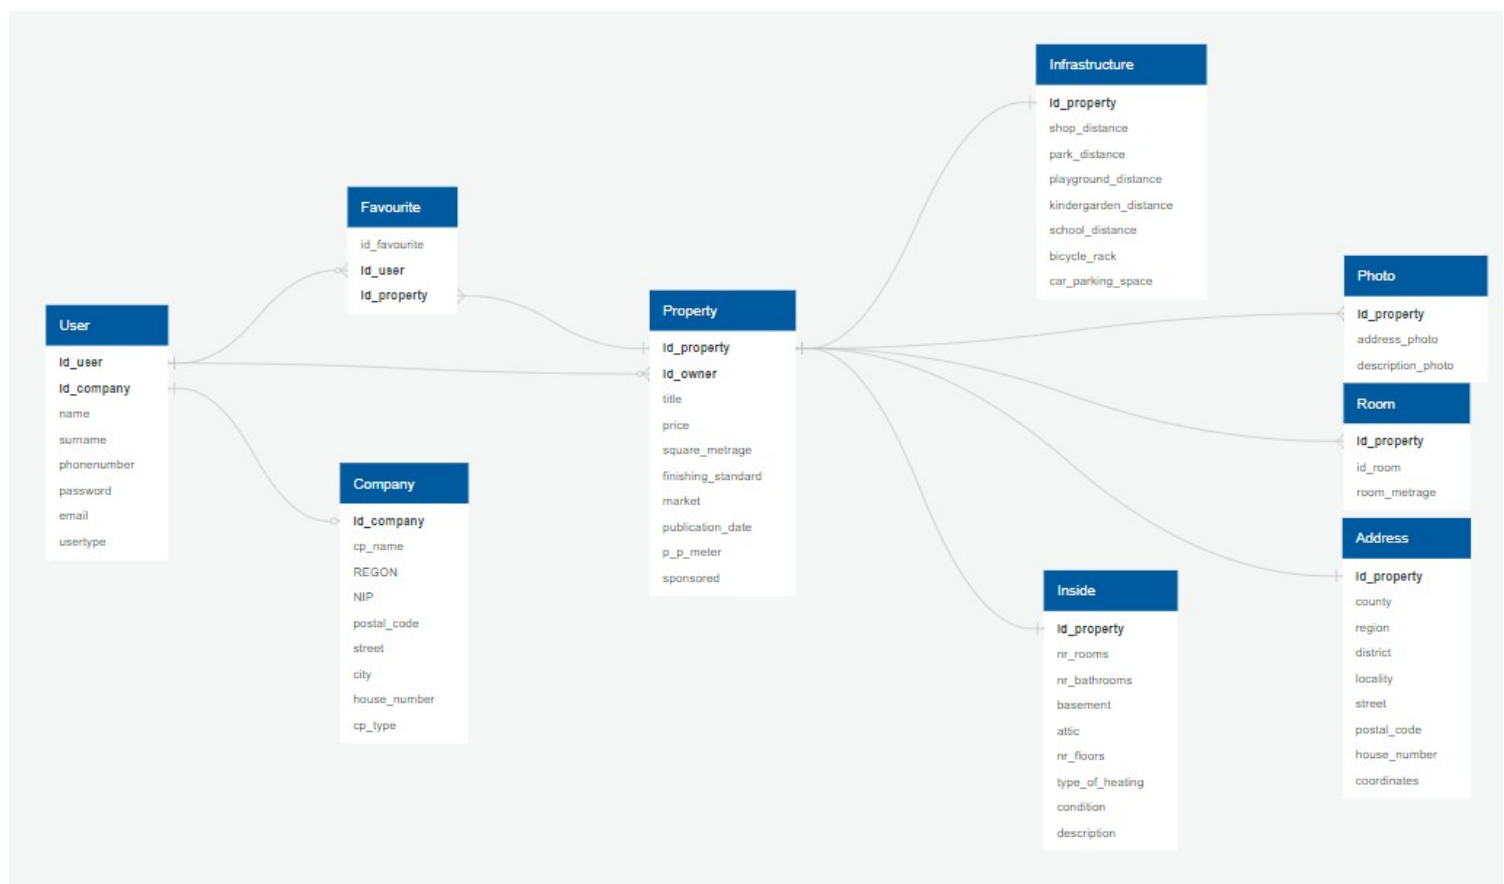 User
Id_user
Id_company
name
surname
phonenumber
password
email
usertype
Favourite
id_favourite
Id_user
Id_property
Company
Id_company
cp_name
REGON
NIP
postal_code
street
city
house_number
cp_type
Property
Id_property
Id_owner
title
price
square_metrage
finishing_standard
market
publication_date
p_p_meter
sponsored
Infrastructure
Id_property
shop_distance
park_distance
playground_distance
kindergarden_distance
school_distance
bicycle_rack
car_parking_space
Inside
Id_property
nr_rooms
nr_bathrooms
basement
attic
nr_floors
type_of_heating
condition
description
Photo
Id_property
address_photo
description_photo
Room
Id_property
id_room
room_metrage
Address
Id_property
county
region
district
locality
street
postal_code
house_number
coordinates